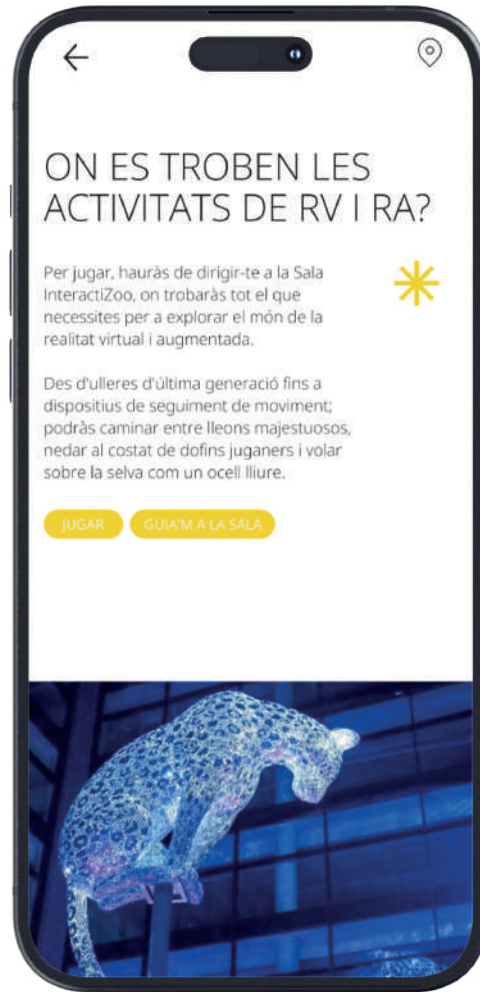 ON ES TROBEN LES
ACTIVITATS DE RV I RA?
Per jugar, hauràs de dirigir-te a la Sala
InteractiZoo, on trobaràs tot el que
necessites per a explorar el món de la
realitat virtual i augmentada.
Des d'ulleres d'última generació fins a
dispositius de seguiment de moviment;
podràs caminar entre lleons majestuosos,
nedar al costat de dofins juganers i volar
sobre la selva com un ocell lliure.
JUGAR GUIA'M A LA SALA